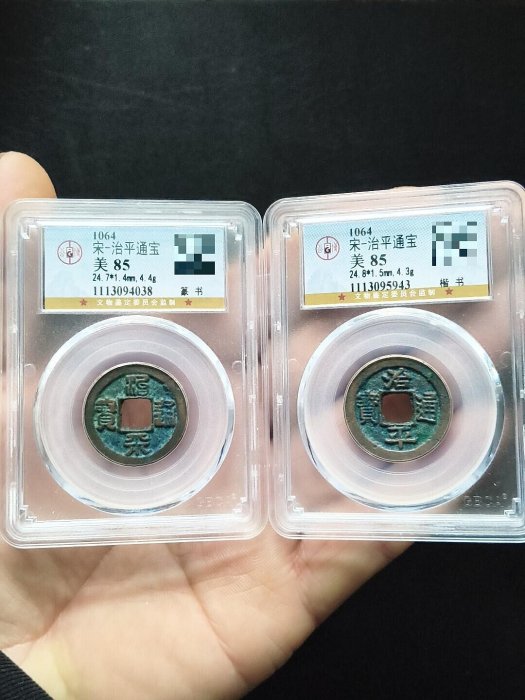 1064
宋-治平通宝
美 85
24.7*1.4mm,4.4g
1113094038 篆 书
★ 文物鉴定委员会监制 ★
治平通寶
1064
宋-治平通宝
美 85
24.8*1.5mm,4.3g
1113095943 楷 书
★ 文物鉴定委员会监制 ★
治平通寶